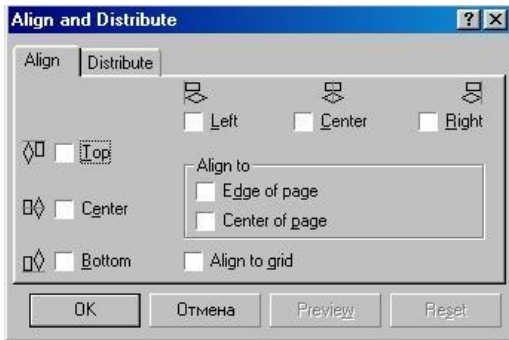 Align and Distribute
Align Distribute
Left Center Right
Top
Align to
Edge of page
Center Center of page
Bottom Align to grid
OK Отмена Preview Reset